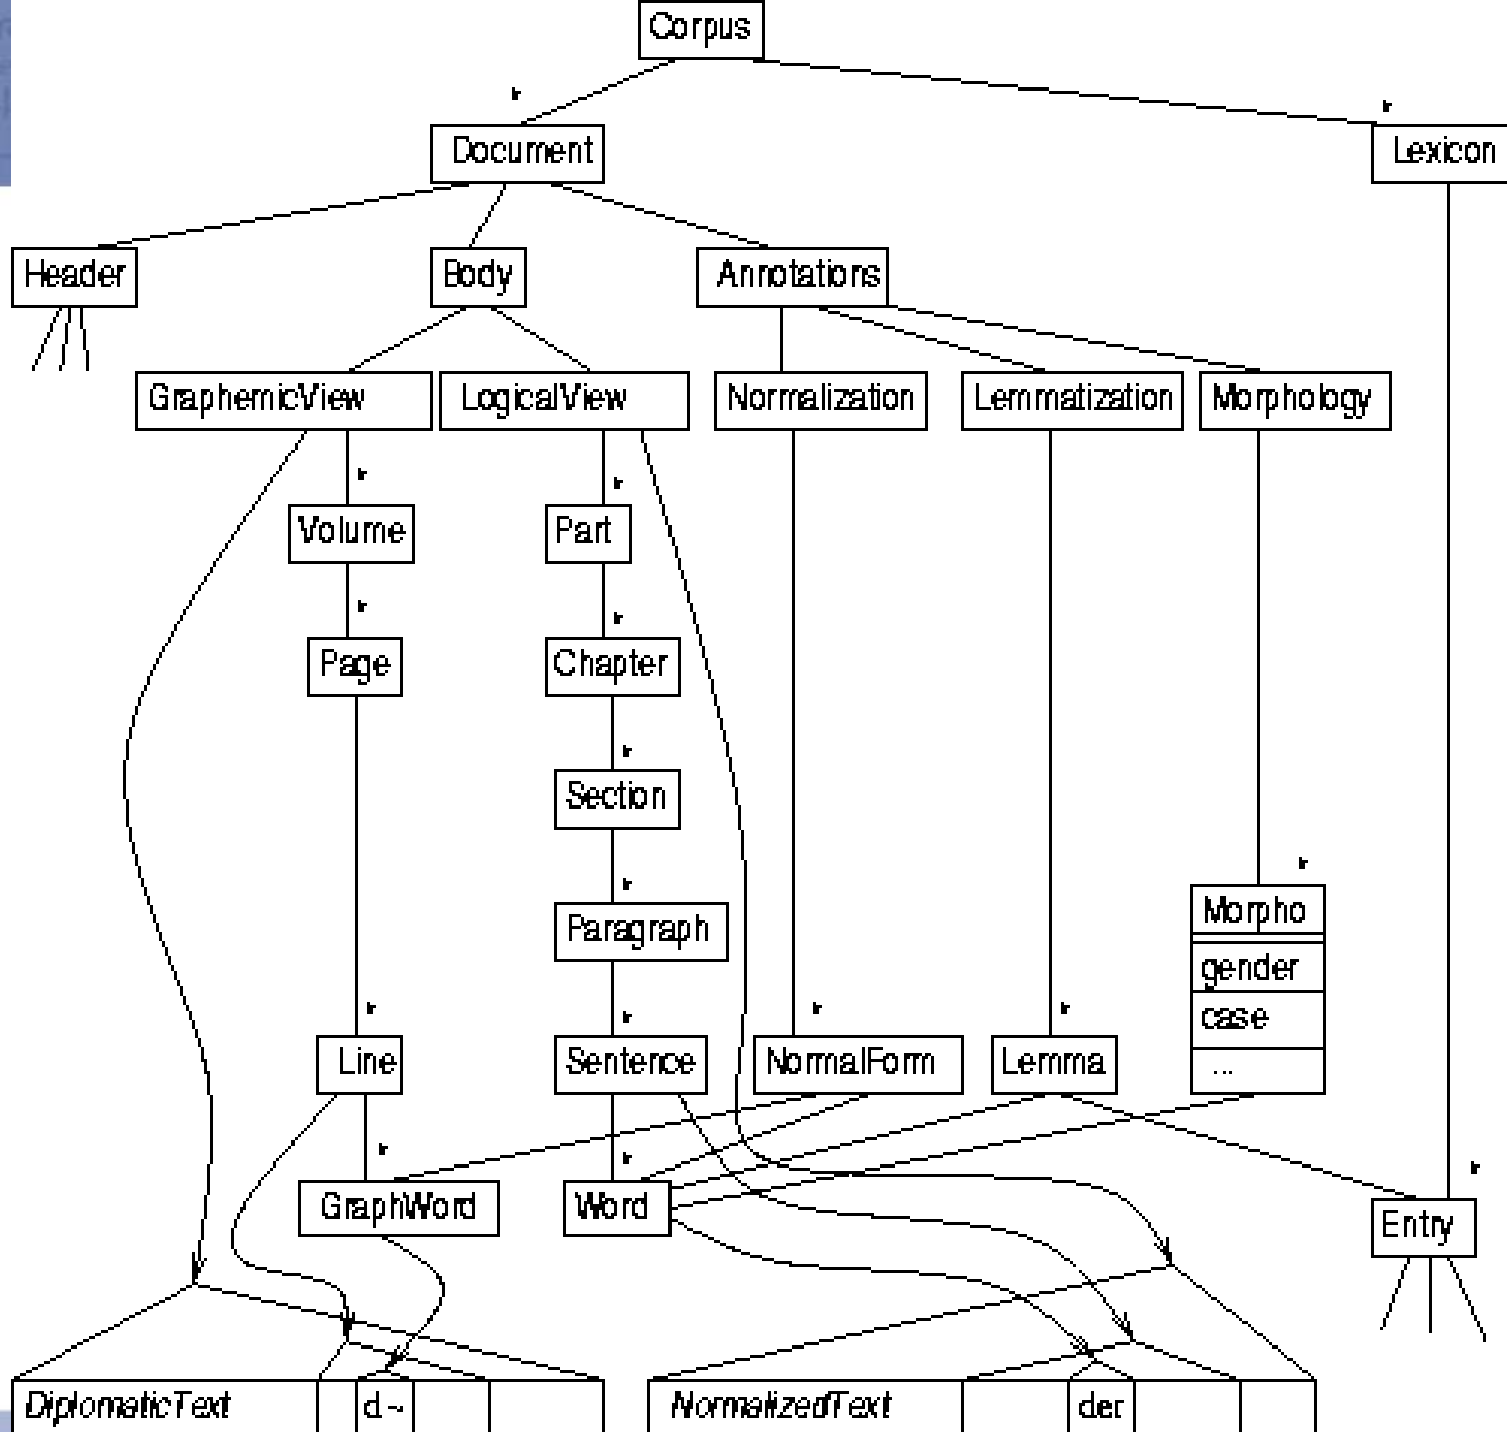 Corpus
*
*
Document
Lexicon
Header
Body
Annotations
GraphemicView
LogicalView
Normalization
Lemmatization
Morphology
*
*
Volume
Part
*
*
Page
Chapter
*
Section
*
*
Paragraph
Morpho
gender
case
...
*
*
*
*
Line
Sentence
NormalForm
Lemma
*
*
*
GraphWord
Word
Entry
DiplomaticText
d~
NormalizedText
der